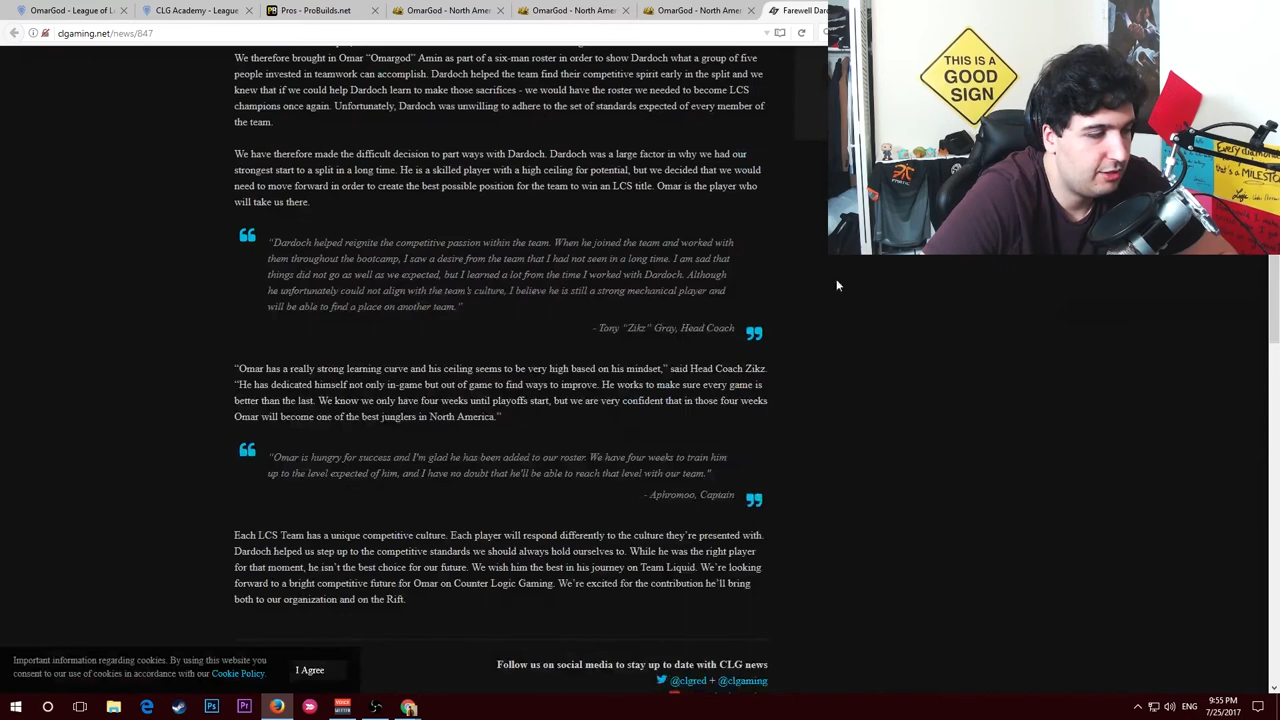 OmarGod - League of L
CLG Academy - League
Pros - ProBuilds.net
OmarGod - North Amer
OmarGod - North Ame
OmarGod - North Ame
Farewell Dar
clgaming.net/news/847
We therefore brought in Omar “Omargod” Amin as part of a six-man roster in order to show Dardoch what a group of five
people invested in teamwork can accomplish. Dardoch helped the team find their competitive spirit early in the split and we
knew that if we could help Dardoch learn to make those sacrifices - we would have the roster we needed to become LCS
champions once again. Unfortunately, Dardoch was unwilling to adhere to the set of standards expected of every member of
the team.
We have therefore made the difficult decision to part ways with Dardoch. Dardoch was a large factor in why we had our
strongest start to a split in a long time. He is a skilled player with a high ceiling for potential, but we decided that we would
need to move forward in order to create the best possible position for the team to win an LCS title. Omar is the player who
will take us there.
“Dardoch helped reignite the competitive passion within the team. When he joined the team and worked with
them throughout the bootcamp, I saw a desire from the team that I had not seen in a long time. I am sad that
things did not go as well as we expected, but I learned a lot from the time I worked with Dardoch. Although
he unfortunately could not align with the team’s culture, I believe he is still a strong mechanical player and
will be able to find a place on another team.”
- Tony “Zikz” Gray, Head Coach
“Omar has a really strong learning curve and his ceiling seems to be very high based on his mindset,” said Head Coach Zikz.
“He has dedicated himself not only in-game but out of game to find ways to improve. He works to make sure every game is
better than the last. We know we only have four weeks until playoffs start, but we are very confident that in those four weeks
Omar will become one of the best junglers in North America.”
“Omar is hungry for success and I'm glad he has been added to our roster. We have four weeks to train him
up to the level expected of him, and I have no doubt that he'll be able to reach that level with our team."
- Aphromoo, Captain
Each LCS Team has a unique competitive culture. Each player will respond differently to the culture they’re presented with.
Dardoch helped us step up to the competitive standards we should always hold ourselves to. While he was the right player
for that moment, he isn’t the best choice for our future. We wish him the best in his journey on Team Liquid. We’re looking
forward to a bright competitive future for Omar on Counter Logic Gaming. We’re excited for the contribution he’ll bring
both to our organization and on the Rift.
Important information regarding cookies. By using this website you
consent to our use of cookies in accordance with our Cookie Policy.
I Agree
Follow us on social media to stay up to date with CLG news
@clgred + @clgaming
THIS IS A
GOOD
SIGN
FNATIC
Every diamond
that's a MILESTO
Logic
ENG
9:55 PM
7/25/2017